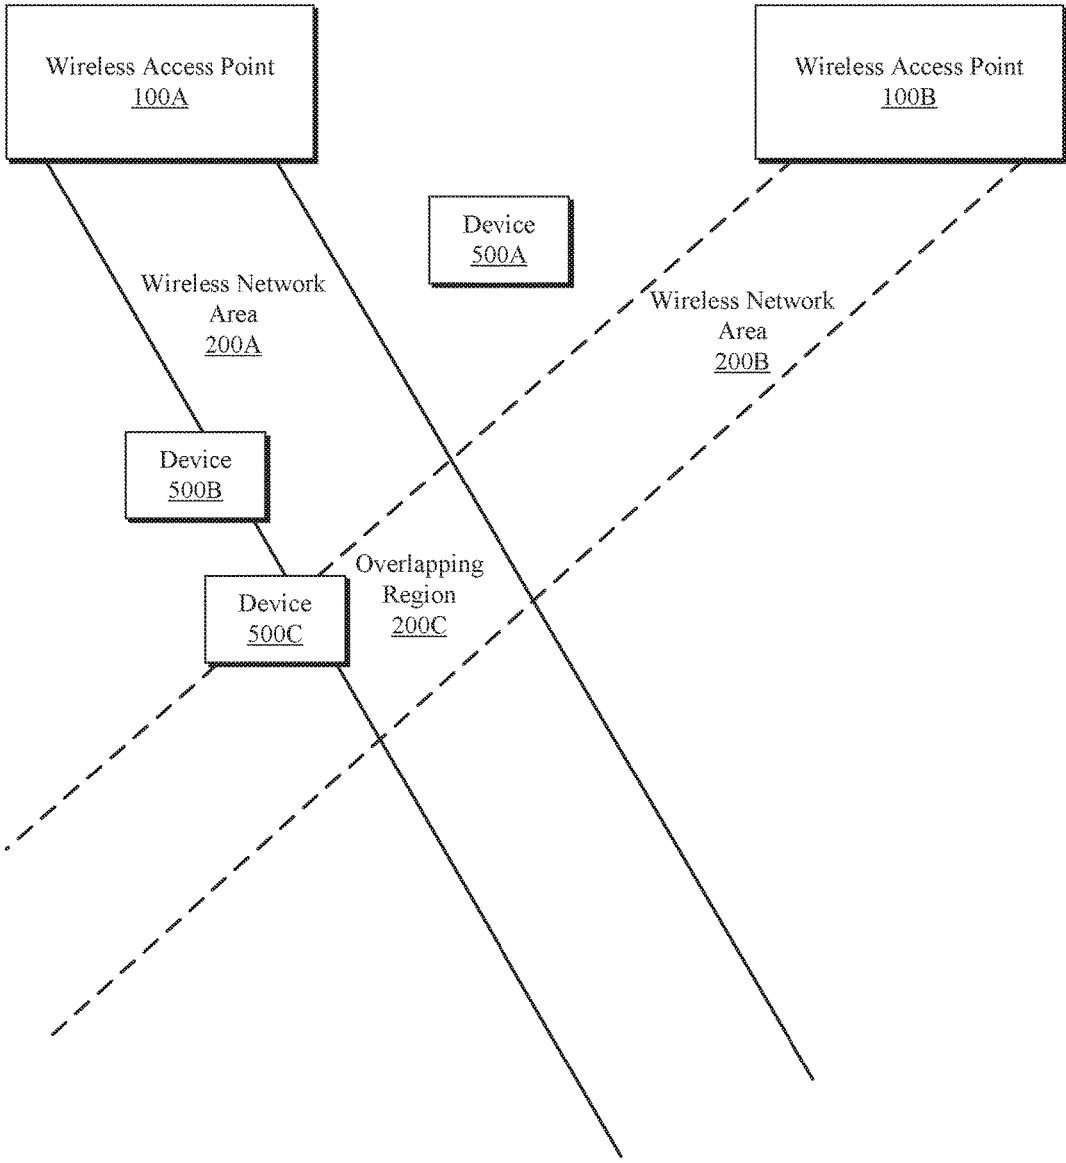 Wireless Access Point
100A
Wireless Access Point
100B
Device
500A
Wireless Network
Area
200A
Wireless Network
Area
200B
Device
500B
Overlapping
Region
200C
Device
500C